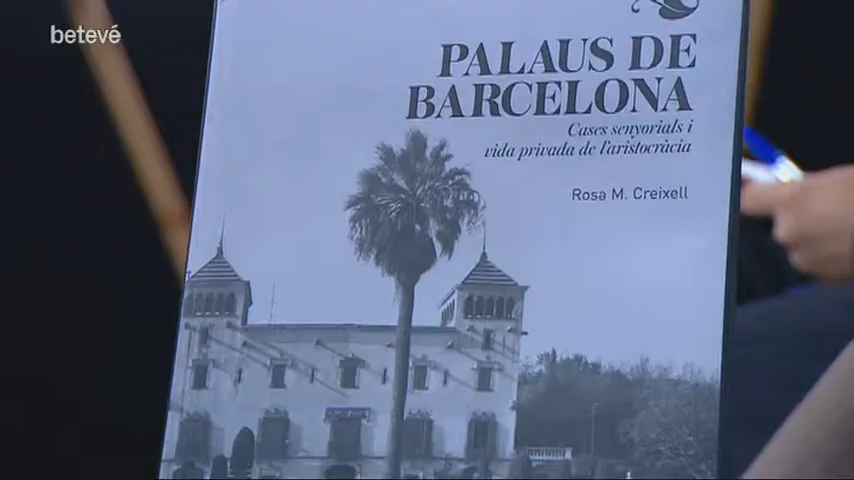 betevé
PALAUS DE
BARCELONA
Cases senyorials i
vida privada de l'aristocràcia
Rosa M. Creixell